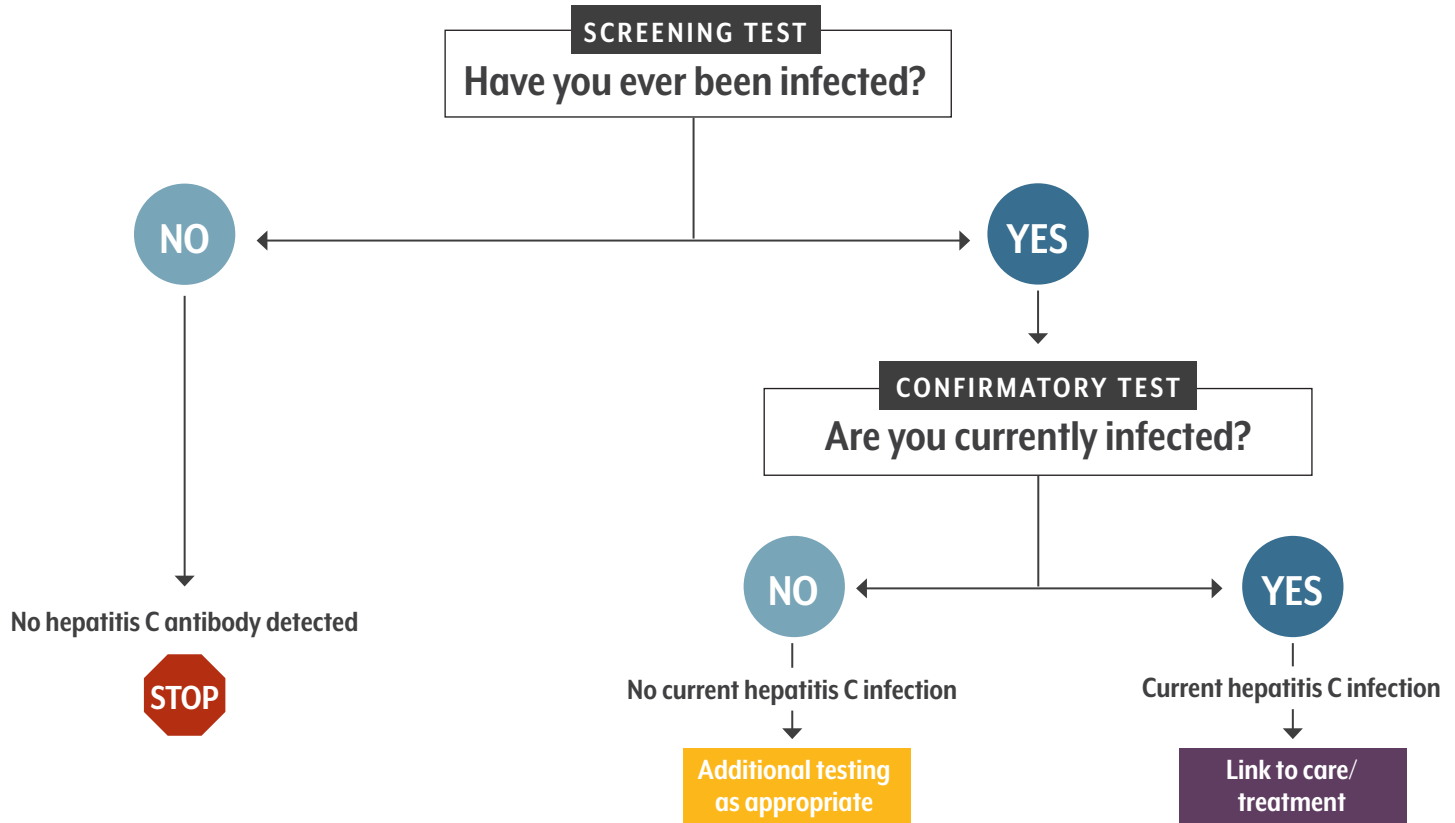 SCREENING TEST
Have you ever been infected?
NO
YES
CONFIRMATORY TEST
Are you currently infected?
NO
YES
No hepatitis C antibody detected
STOP
No current hepatitis C infection
Current hepatitis C infection
Additional testing
as appropriate
Link to care/
treatment